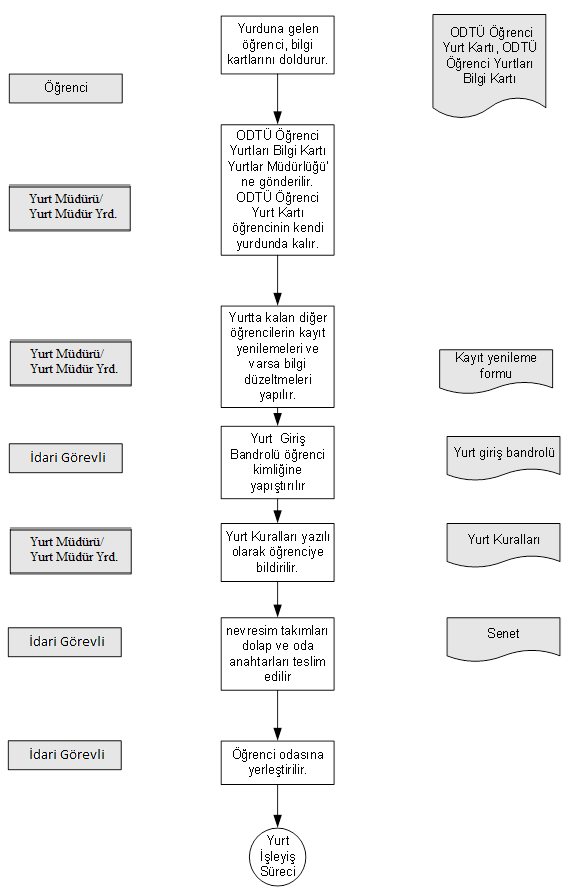 Yurduna gelen
öğrenci, bilgi
kartlarını doldurur.
ODTÜ Öğrenci
Yurt Kartı, ODTÜ
Öğrenci Yurtları
Bilgi Kartı
Öğrenci
ODTÜ Öğrenci
Yurtları Bilgi Kartı
Yurtlar Müdürlüğü’
ne gönderilir.
ODTÜ Öğrenci
Yurt Kartı
öğrencinin kendi
yurdunda kalır.
Yurt Müdürü/
Yurt Müdür Yrd.
Yurtta kalan diğer
öğrencilerin kayıt
yenilemeleri ve
varsa bilgi
düzeltmeleri
yapılır.
Yurt Müdürü/
Yurt Müdür Yrd.
Kayıt yenileme
formu
Yurt Giriş
Bandrolü öğrenci
kimliğine
yapıştırılır
İdari Görevli
Yurt giriş bandrolü
Yurt Kuralları yazılı
olarak öğrenciye
bildirilir.
Yurt Müdürü/
Yurt Müdür Yrd.
Yurt Kuralları
nevresim takımları
dolap ve oda
anahtarları teslim
edilir
İdari Görevli
Senet
Öğrenci odasına
yerleştirilir.
İdari Görevli
Yurt
İşleyiş
Süreci